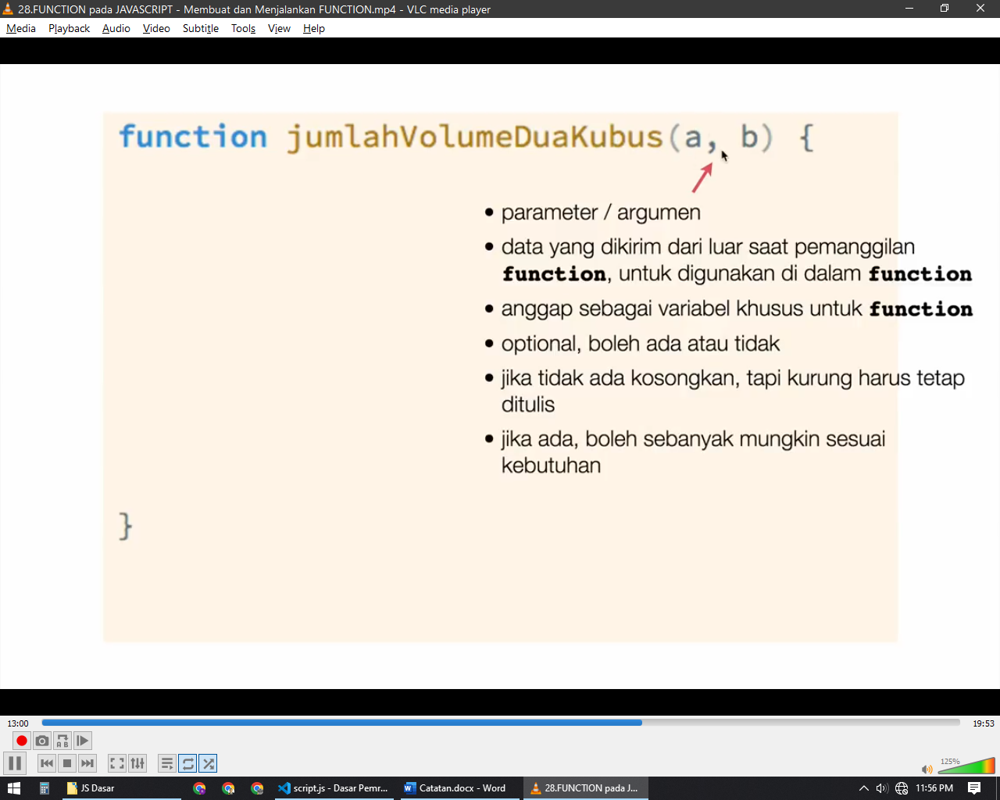 28.FUNCTION pada JAVASCRIPT - Membuat dan Menjalankan FUNCTION.mp4 - VLC media player
Media Playback Audio Video Subtitle Tools View Help
function jumlahVolumeDuaKubus(a, b) {
• parameter / argumen
• data yang dikirim dari luar saat pemanggilan
function, untuk digunakan di dalam function
• anggap sebagai variabel khusus untuk function
• optional, boleh ada atau tidak
• jika tidak ada kosongkan, tapi kurung harus tetap
ditulis
• jika ada, boleh sebanyak mungkin sesuai
kebutuhan
}
13:00 19:53
A B
125%
JS Dasar script.js - Dasar Pemr... Catatan.docx - Word 28.FUNCTION pada J... 11:56 PM